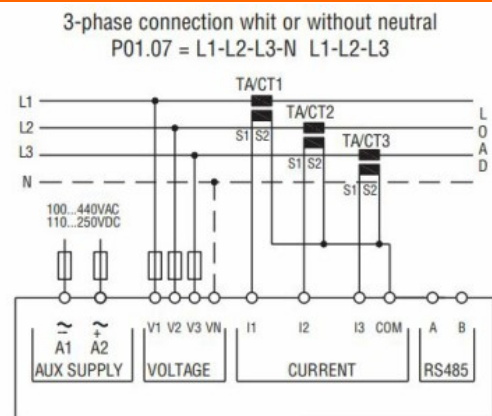 3-phase connection whit or without neutral
P01.07 = L1-L2-L3-N L1-L2-L3
TA/CT1
L1
TA/CT2
L2
S1 S2
TA/CT3
L3
S1 S2
N
S1 S2
LOAD
100...440VAC
110...250VDC
~ ~
- +
A1 A2
V1 V2 V3 VN
I1 I2 I3 COM
A B
AUX SUPPLY
VOLTAGE
CURRENT
RS485